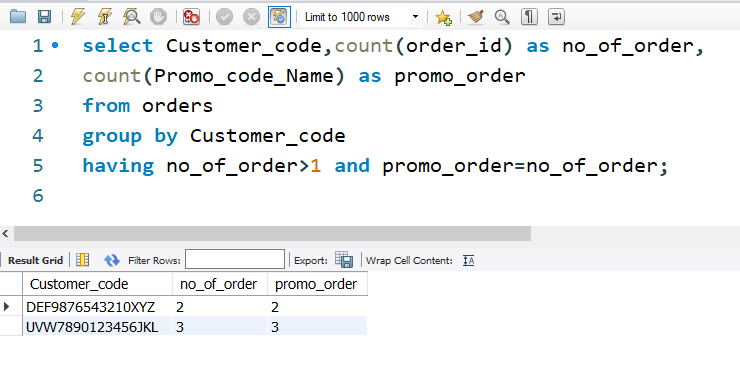 Limit to 1000 rows
1 select Customer_code,count(order_id) as no_of_order,
2 count(Promo_code_Name) as promo_order
3 from orders
4 group by Customer_code
5 having no_of_order>1 and promo_order=no_of_order;
6
Result Grid Filter Rows: Export: Wrap Cell Content: IA
Customer_code no_of_order promo_order
DEF9876543210XYZ 2 2
UVW7890123456JKL 3 3